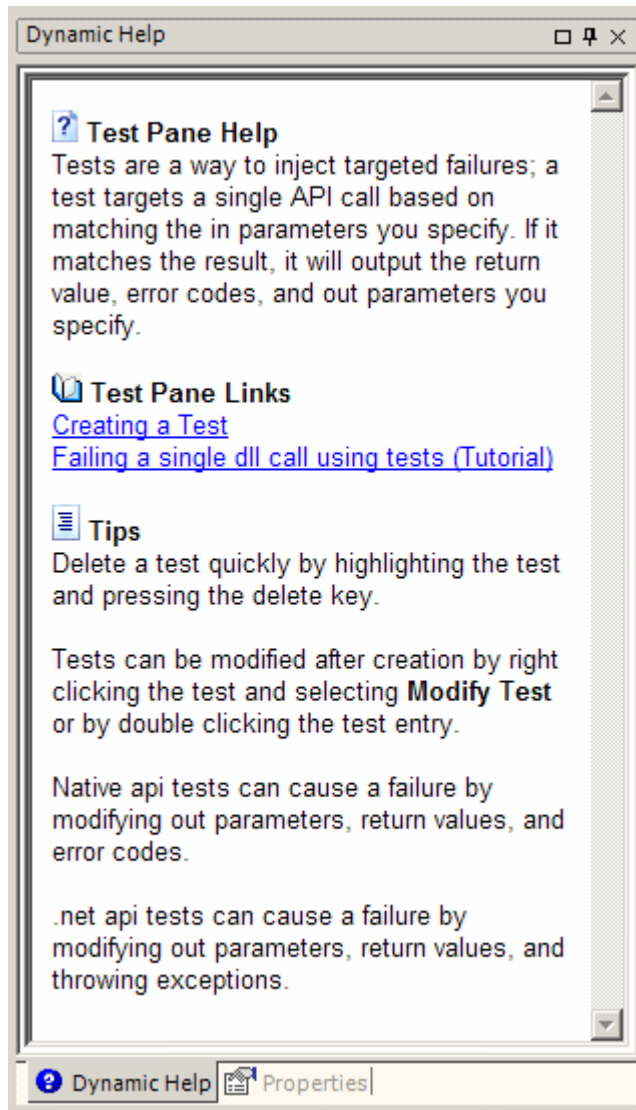 Dynamic Help
Test Pane Help
Tests are a way to inject targeted failures; a
test targets a single API call based on
matching the in parameters you specify. If it
matches the result, it will output the return
value, error codes, and out parameters you
specify.
Test Pane Links
Creating a Test
Failing a single dll call using tests (Tutorial)
Tips
Delete a test quickly by highlighting the test
and pressing the delete key.
Tests can be modified after creation by right
clicking the test and selecting Modify Test
or by double clicking the test entry.
Native api tests can cause a failure by
modifying out parameters, return values, and
error codes.
.net api tests can cause a failure by
modifying out parameters, return values, and
throwing exceptions.
Dynamic Help Properties